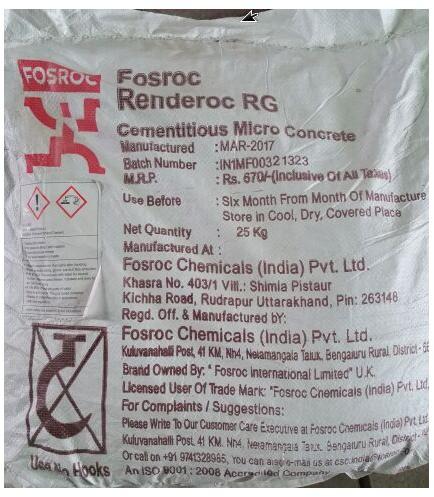 FOSROC
Fosroc
Renderoc RG
Cementitious Micro Concrete
Manufactured : MAR-2017
Batch Number : IN1MF00321323
M.R.P. : Rs. 670/-(Inclusive Of All Taxes)
Use Before : Six Month From Month Of Manufacture
Store in Cool, Dry, Covered Place
Net Quantity : 25 Kg
Manufactured At :
Fosroc Chemicals (India) Pvt. Ltd.
Khasra No. 403/1 Vill.: Shimla Pistaur
Kichha Road, Rudrapur Uttarakhand, Pin: 263148
Regd. Off. & Manufactured by:
Fosroc Chemicals (India) Pvt. Ltd.
Kuluvanahalli Post, 41 KM, NH4, Nelamangala Taluk, Bengaluru Rural, District
Brand Owned By: "Fosroc International Limited" U.K.
Licensed User Of Trade Mark: "Fosroc Chemicals (India) Pvt. Ltd.
For Complaints / Suggestions:
Please Write To Our Customer Care Executive at Fosroc Chemicals (India) Pvt. Ltd.
Kuluvanahalli Post, 41 KM, NH4, Nelamangala Taluk, Bengaluru Rural, District
Or call on +91 9741328965, You can also e-mail us at
An ISO 9001 : 2008 Accredited Company
Use No Hooks